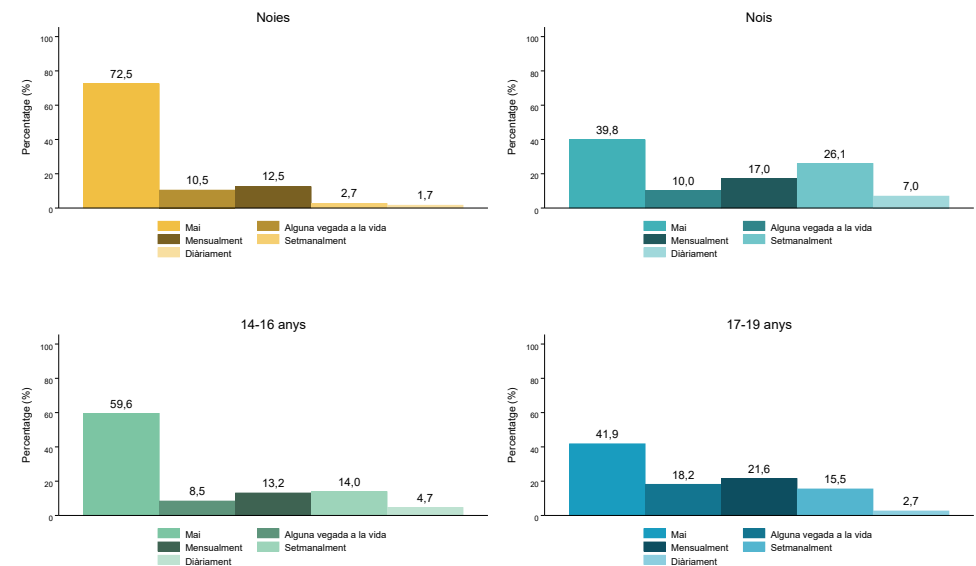 Noies
Percentatge (%)
100
80
60
40
20
0
72,5
10,5
12,5
2,7
1,7
Mai
Alguna vegada a la vida
Mensualment
Setmanalment
Diàriament
Nois
Percentatge (%)
100
80
60
40
20
0
39,8
10,0
17,0
26,1
7,0
Mai
Alguna vegada a la vida
Mensualment
Setmanalment
Diàriament
14-16 anys
Percentatge (%)
100
80
60
40
20
0
59,6
8,5
13,2
14,0
4,7
Mai
Alguna vegada a la vida
Mensualment
Setmanalment
Diàriament
17-19 anys
Percentatge (%)
100
80
60
40
20
0
41,9
18,2
21,6
15,5
2,7
Mai
Alguna vegada a la vida
Mensualment
Setmanalment
Diàriament